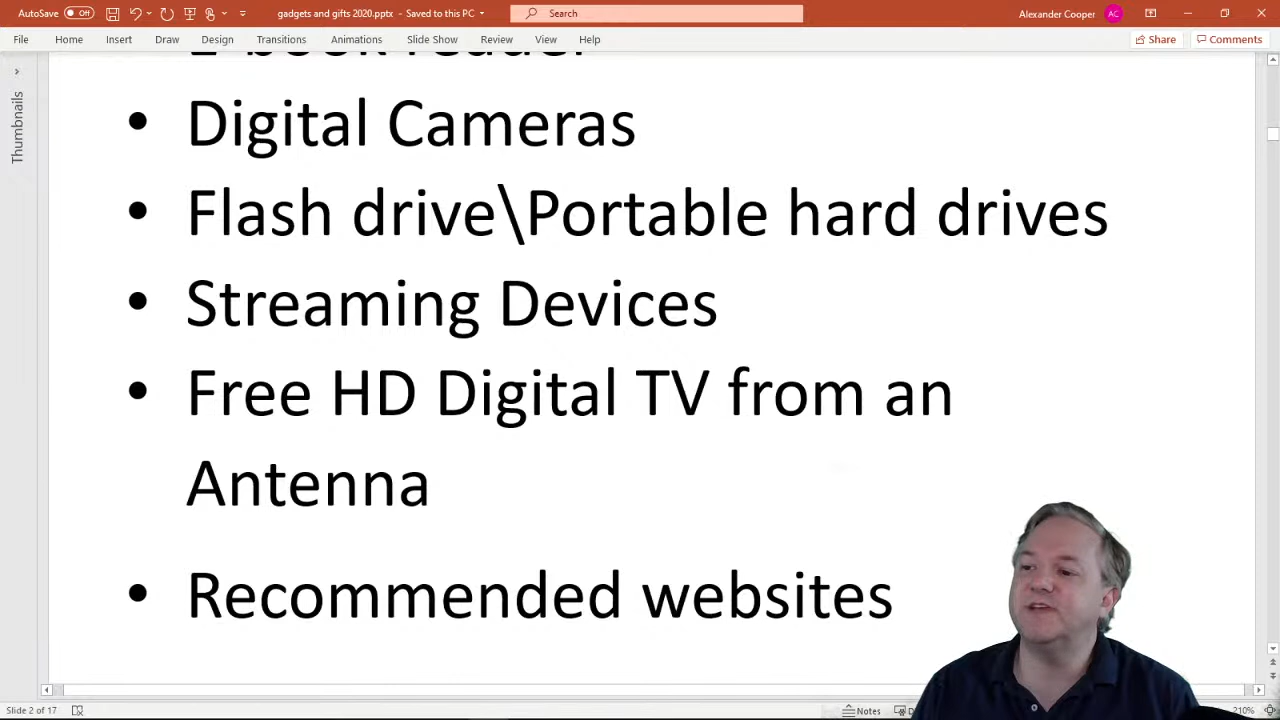 AutoSave Off gadgets and gifts 2020.pptx - Saved to this PC Search Alexander Cooper AC
File Home Insert Draw Design Transitions Animations Slide Show Review View Help Share Comments
Thumbnails
E-book reader
• Digital Cameras
• Flash drive\Portable hard drives
• Streaming Devices
• Free HD Digital TV from an
Antenna
• Recommended websites
Slide 2 of 17 Notes 210%